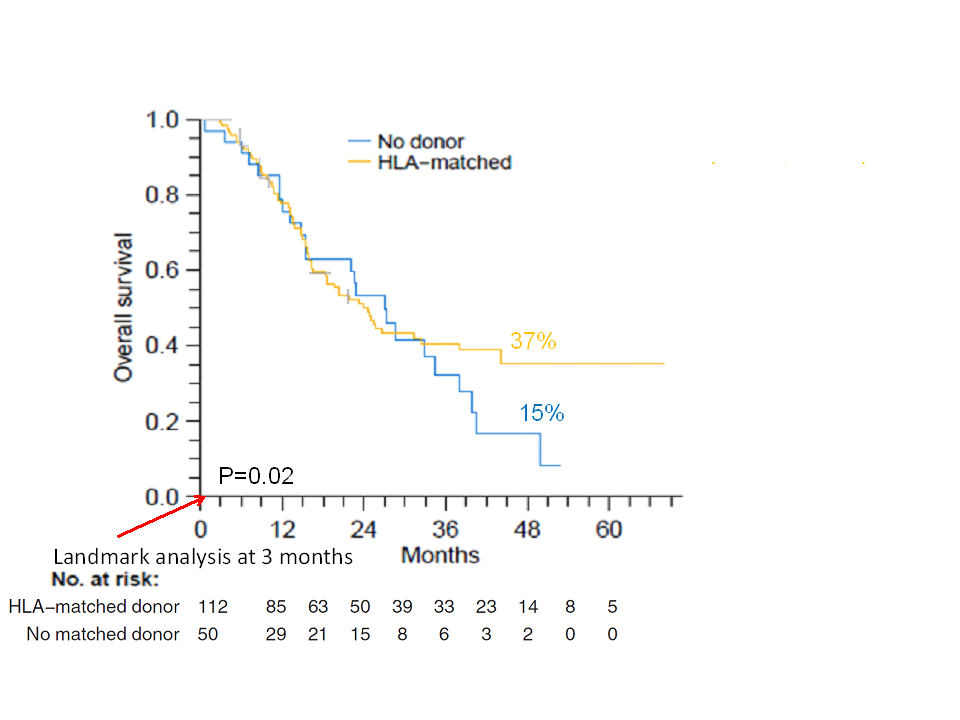 1.0
0.8
0.6
0.4
0.2
0.0
Overall survival
No donor
HLA-matched
37%
15%
P=0.02
0 12 24 36 48 60
Months
Landmark analysis at 3 months
No. at risk:
HLA-matched donor 112 85 63 50 39 33 23 14 8 5
No matched donor 50 29 21 15 8 6 3 2 0 0